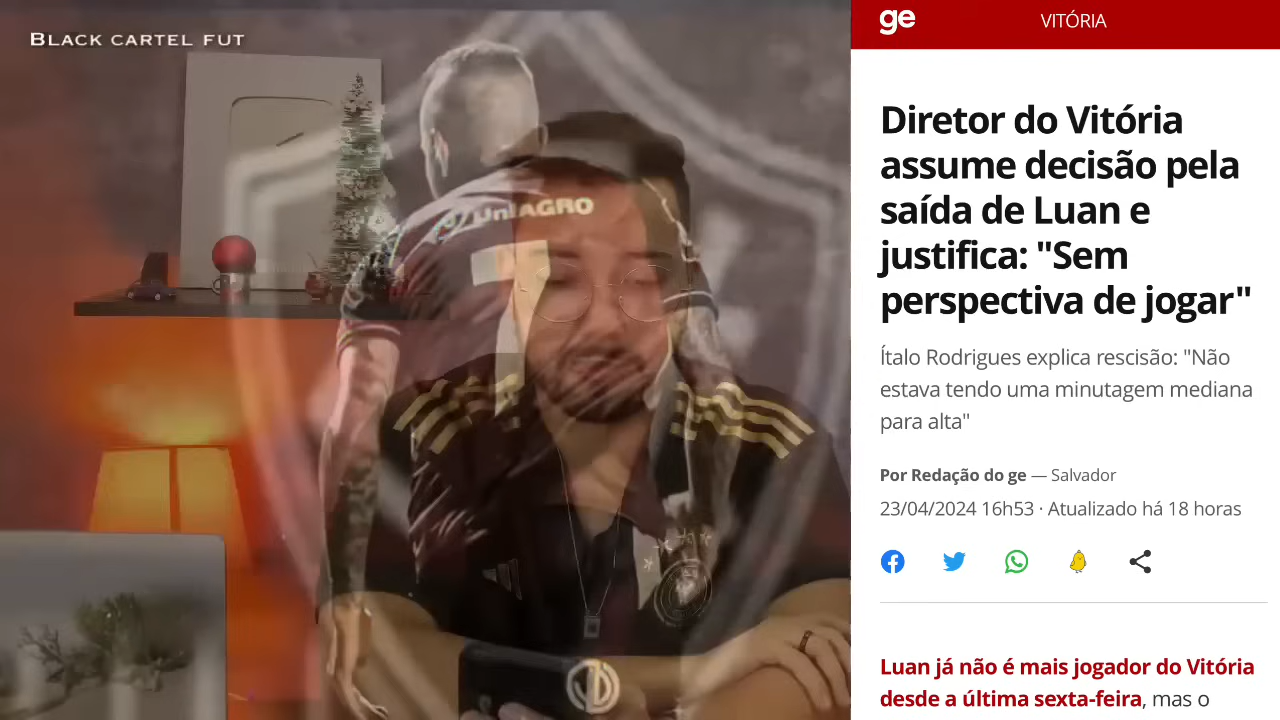 BLACK CARTEL FUT
UniAGRO
ge
VITÓRIA
Diretor do Vitória
assume decisão pela
saída de Luan e
justifica: "Sem
perspectiva de jogar"
Ítalo Rodrigues explica rescisão: "Não
estava tendo uma minutagem mediana
para alta"
Por Redação do ge — Salvador
23/04/2024 16h53 · Atualizado há 18 horas
Luan já não é mais jogador do Vitória
desde a última sexta-feira, mas o